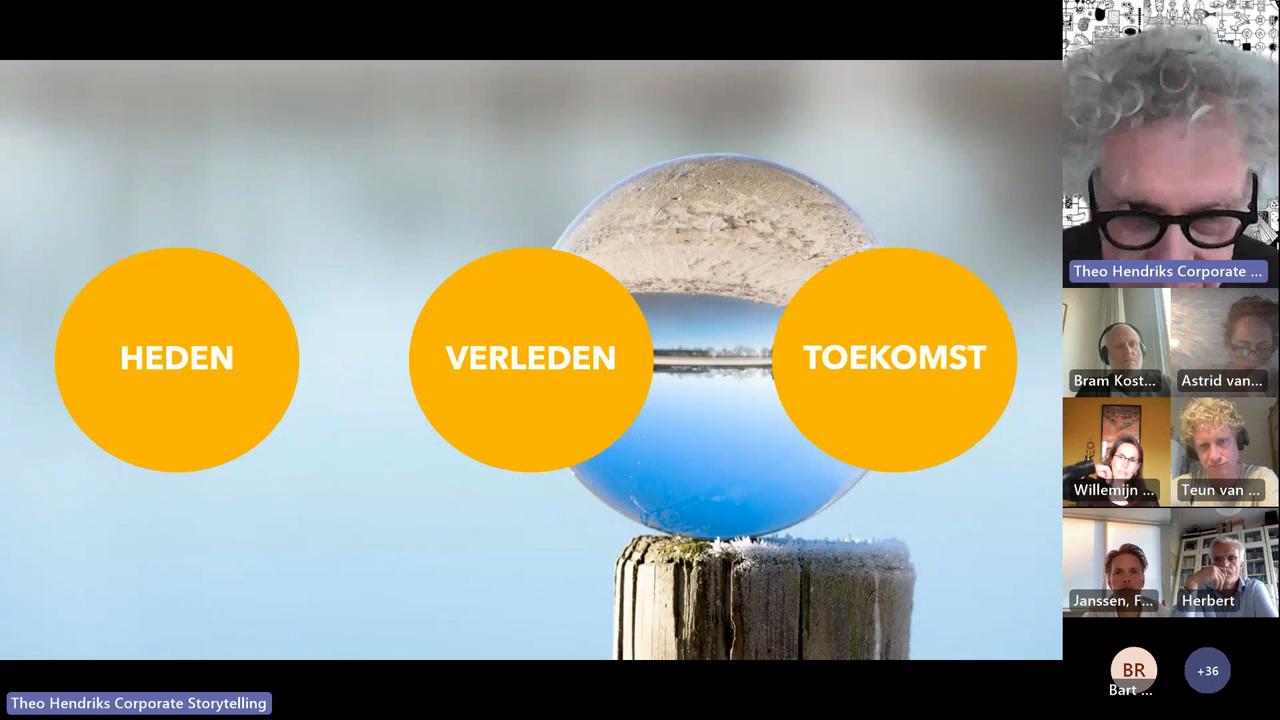 HEDEN
VERLEDEN
TOEKOMST
Theo Hendriks Corporate Storytelling
Theo Hendriks Corporate ...
Bram Kost...
Astrid van...
Willemijn ...
Teun van ...
Janssen, F...
Herbert
BR
Bart ...
+36